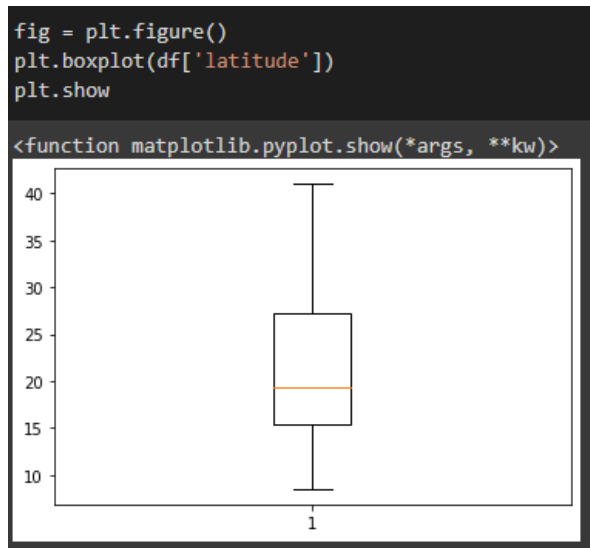 fig = plt.figure()
plt.boxplot(df['latitude'])
plt.show
<function matplotlib.pyplot.show(*args, **kw)>
40
35
30
25
20
15
10
1